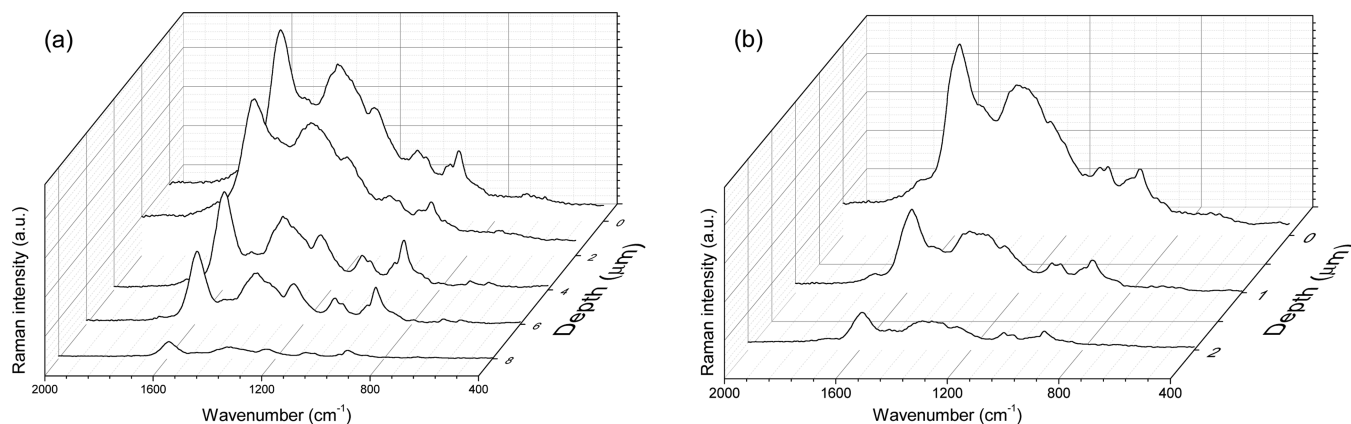 (a)
Raman intensity (a.u.)
2000 1600 1200 800 400
Wavenumber (cm-1)
0
2
4
6
8
Depth (μm)
(b)
Raman intensity (a.u.)
2000 1600 1200 800 400
Wavenumber (cm-1)
0
1
2
Depth (μm)